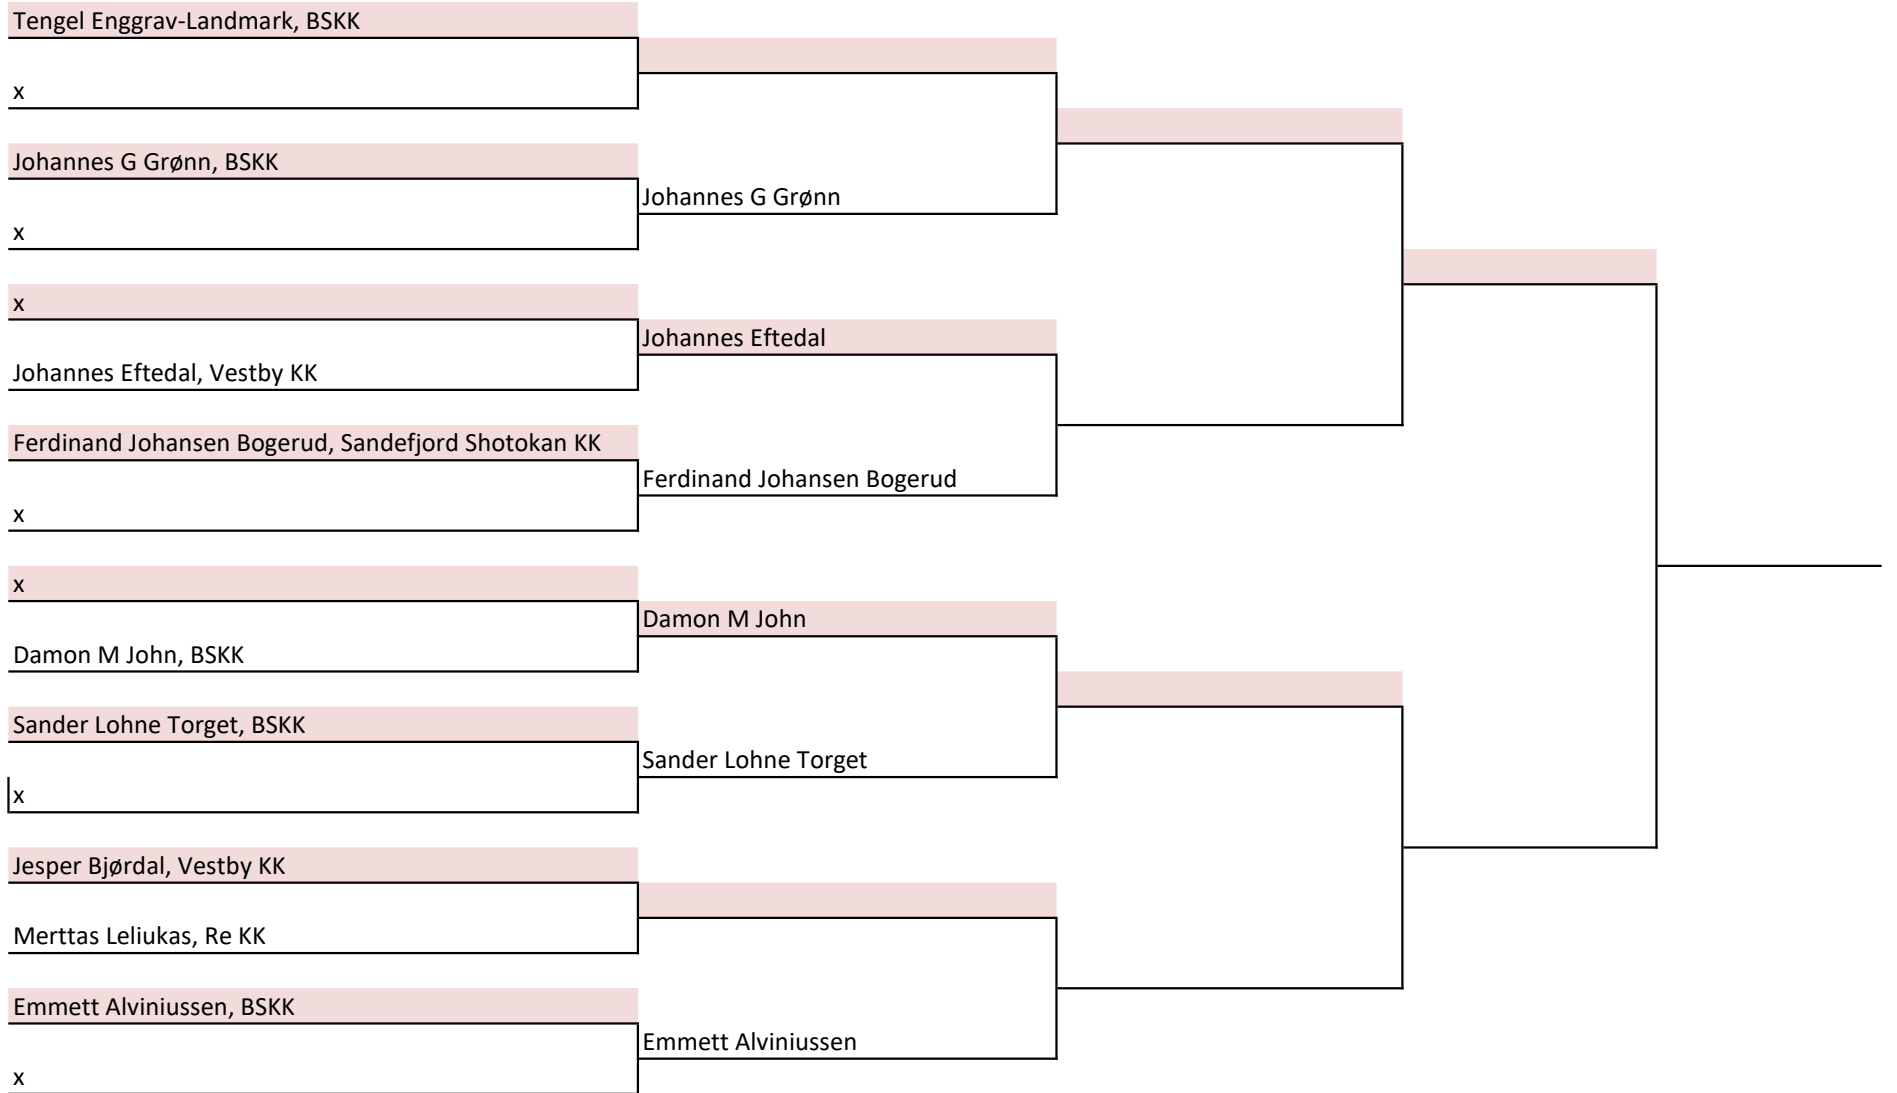 Tengel Enggrav-Landmark, BSKK
x
Johannes G Grønn, BSKK
Johannes G Grønn
x
x
Johannes Eftedal
Johannes Eftedal, Vestby KK
Ferdinand Johansen Bogerud, Sandefjord Shotokan KK
Ferdinand Johansen Bogerud
x
x
Damon M John
Damon M John, BSKK
Sander Lohne Torget, BSKK
Sander Lohne Torget
x
Jesper Bjørdal, Vestby KK
Merttas Leliukas, Re KK
Emmett Alviniussen, BSKK
Emmett Alviniussen
x